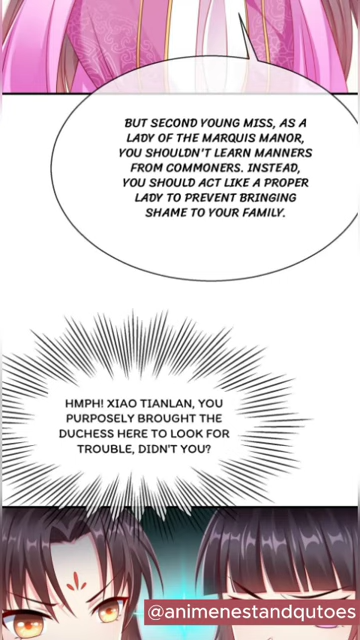 BUT SECOND YOUNG MISS, AS A
LADY OF THE MARQUIS MANOR,
YOU SHOULDN'T LEARN MANNERS
FROM COMMONERS. INSTEAD,
YOU SHOULD ACT LIKE A PROPER
LADY TO PREVENT BRINGING
SHAME TO YOUR FAMILY.
HMPH! XIAO TIANLAN, YOU
PURPOSELY BROUGHT THE
DUCHESS HERE TO LOOK FOR
TROUBLE, DIDN'T YOU?
@animenestandqutoes